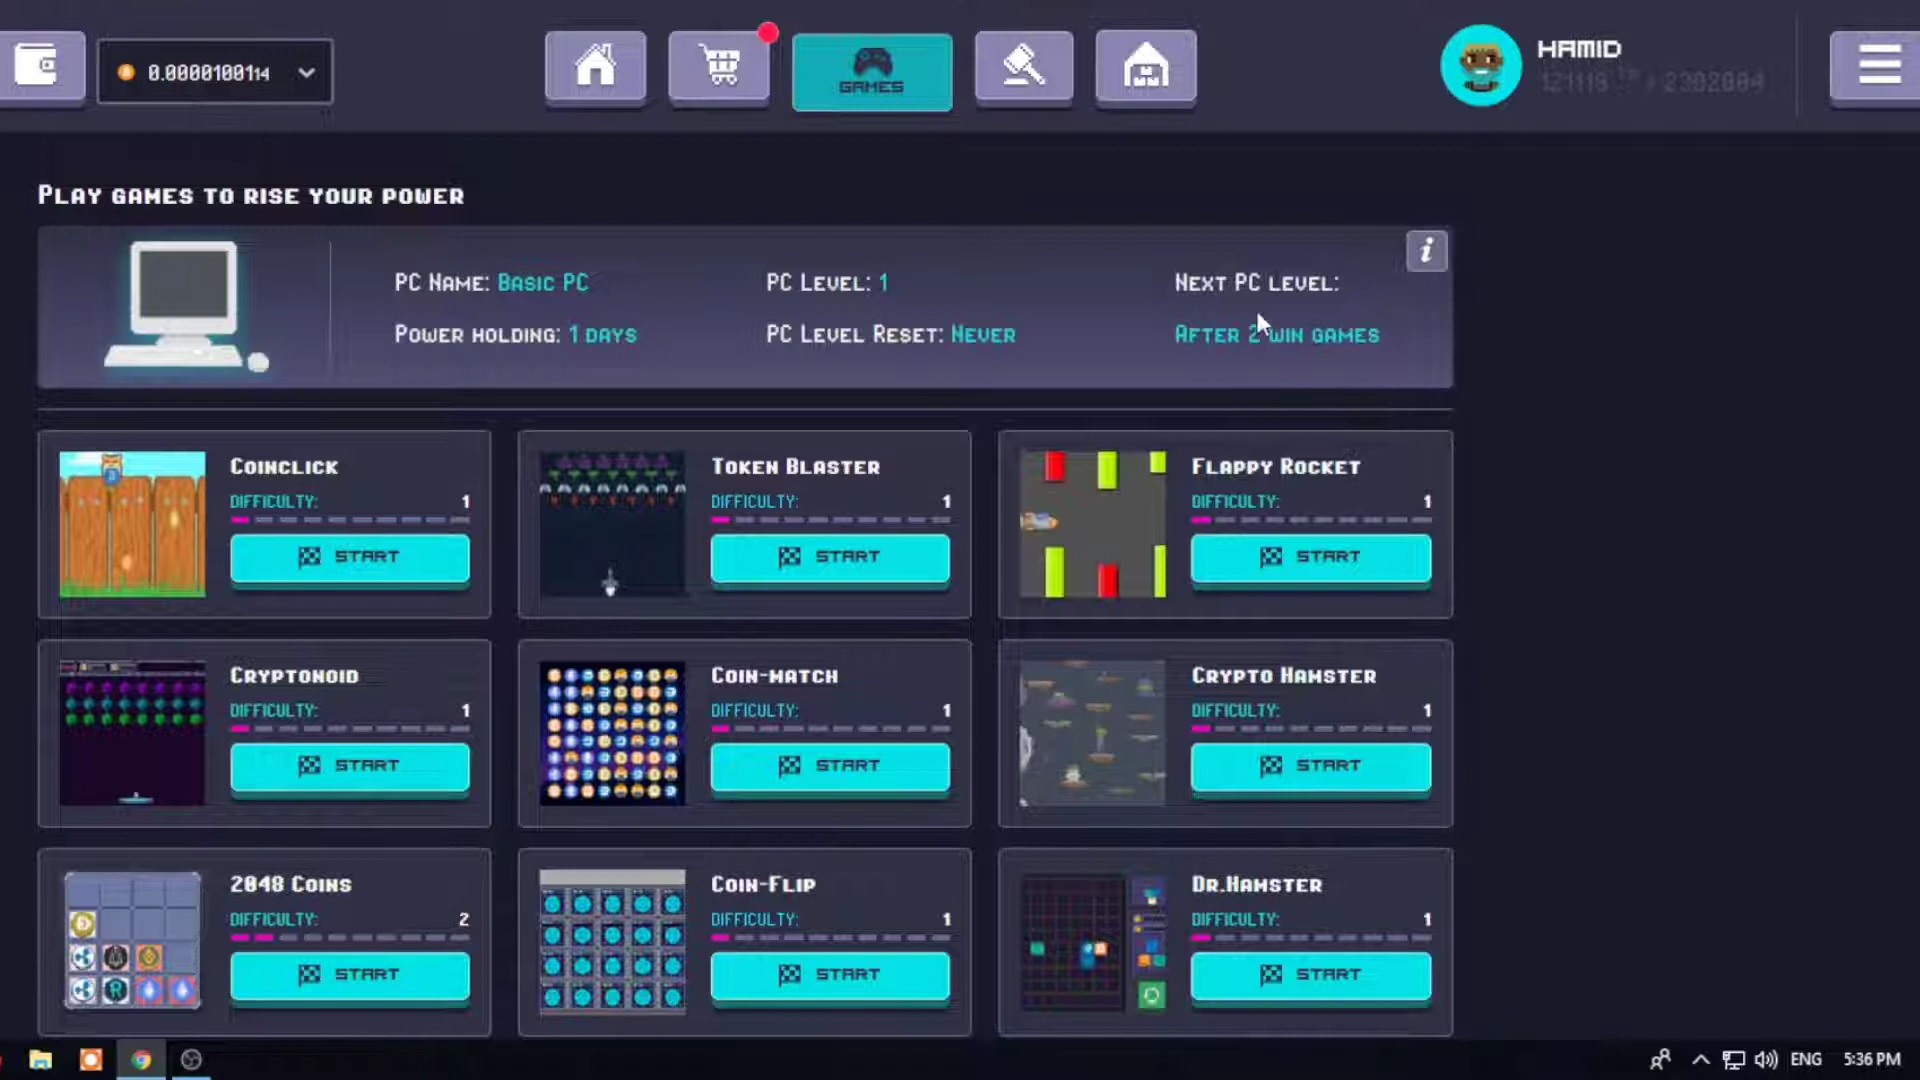 0.0000100114
GAMES
HAMID
PLAY GAMES TO RISE YOUR POWER
PC NAME: BASIC PC
PC LEVEL: 1
NEXT PC LEVEL:
POWER HOLDING: 1 DAYS
PC LEVEL RESET: NEVER
AFTER 2 WIN GAMES
i
COINCLICK
DIFFICULTY: 1
START
TOKEN BLASTER
DIFFICULTY: 1
START
FLAPPY ROCKET
DIFFICULTY: 1
START
CRYPTONOID
DIFFICULTY: 1
START
COIN-MATCH
DIFFICULTY: 1
START
CRYPTO HAMSTER
DIFFICULTY: 1
START
2048 COINS
DIFFICULTY: 2
START
COIN-FLIP
DIFFICULTY: 1
START
DR.HAMSTER
DIFFICULTY: 1
START
ENG 5:36 PM